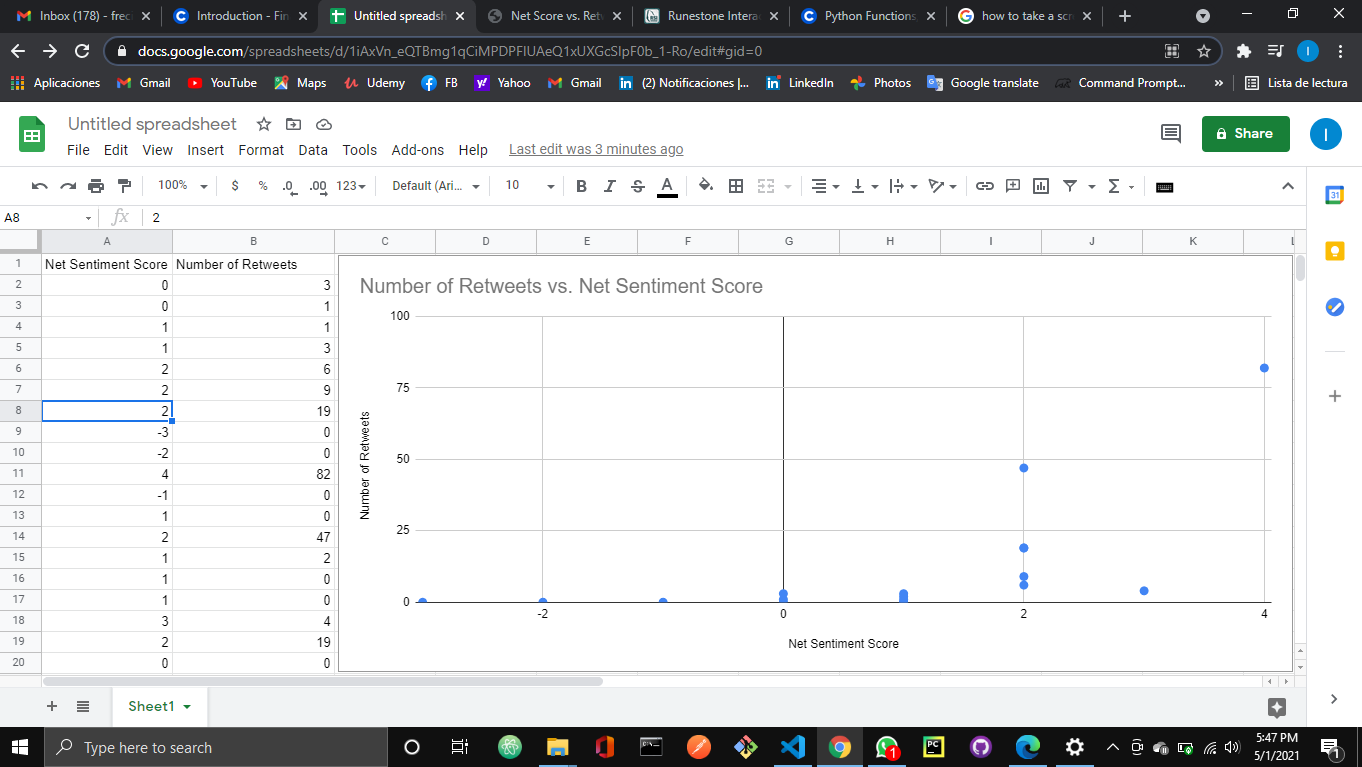 Inbox (178) - frec
Introduction - Fin
Untitled spreadsh
Net Score vs. Ret
Runestone Intera
Python Functions,
how to take a scr
docs.google.com/spreadsheets/d/1iAxVn_eQTBmg1qCiMPDPFIUAeQ1xUXGcSIpF0b_1-Ro/edit#gid=0
Aplicaciones Gmail YouTube Maps Udemy FB Yahoo Gmail (2) Notificaciones |... LinkedIn Photos Google translate Command Prompt... » Lista de lectura
Untitled spreadsheet
Share
I
File Edit View Insert Format Data Tools Add-ons Help Last edit was 3 minutes ago
100% $ % .0 .00 123 Default (Ari... 10 B I S A Σ
A8 fx 2
A B C D E F G H I J K L
1 Net Sentiment Score Number of Retweets
2 0 3
3 0 1
4 1 1
5 1 3
6 2 6
7 2 9
8 2 19
9 -3 0
10 -2 0
11 4 82
12 -1 0
13 1 0
14 2 47
15 1 2
16 1 0
17 1 0
18 3 4
19 2 19
20 0 0
Number of Retweets vs. Net Sentiment Score
Number of Retweets
100
75
50
25
0
-2 0 2 4
Net Sentiment Score
31
Sheet1
Type here to search
PC
1
5:47 PM
5/1/2021
1